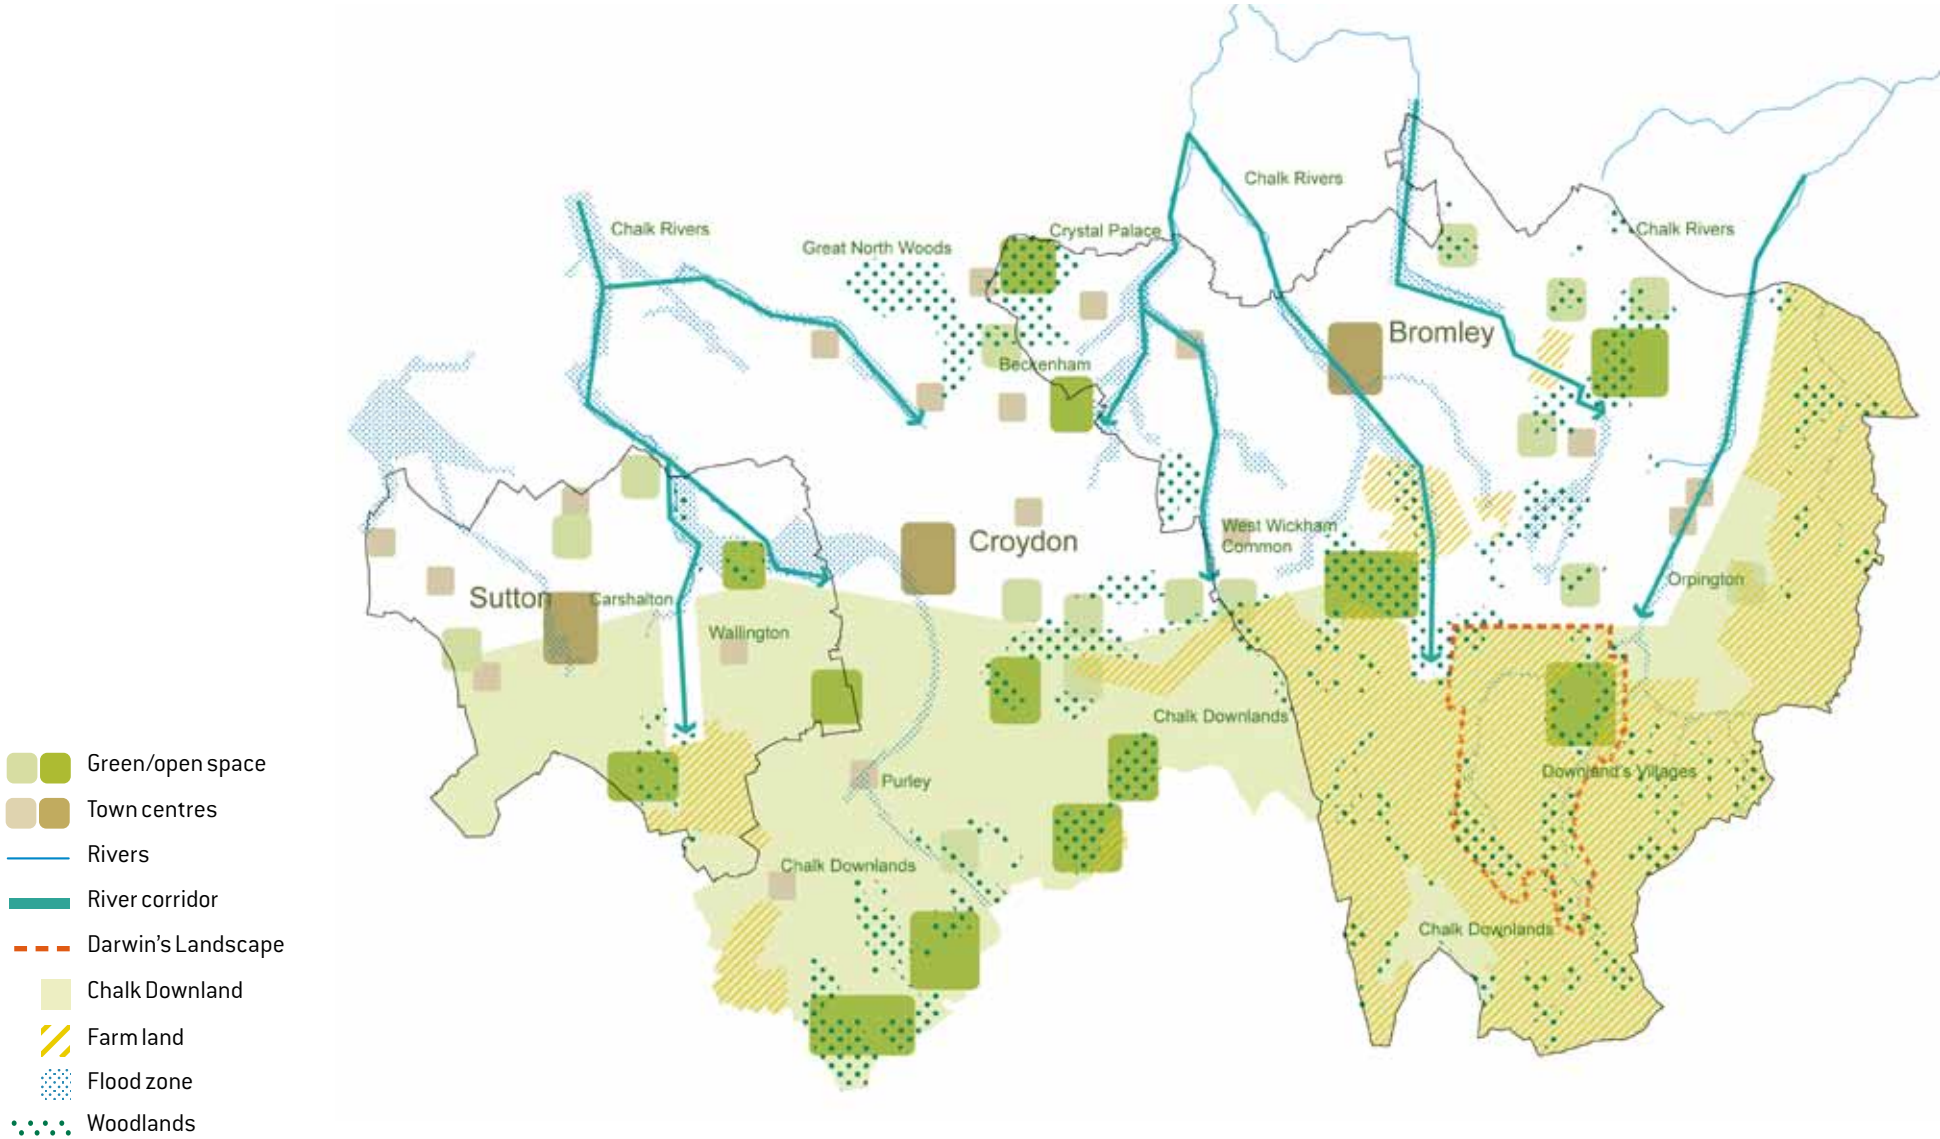 Chalk Rivers
Chalk Rivers
Great North Woods
Crystal Palace
Chalk Rivers
Bromley
Beckenham
Croydon
West Wickham
Common
Orpington
Sutton
Carshalton
Wallington
Chalk Downlands
Purley
Downland's Villages
Chalk Downlands
Chalk Downlands
Green/open space
Town centres
Rivers
River corridor
Darwin's Landscape
Chalk Downland
Farm land
Flood zone
Woodlands